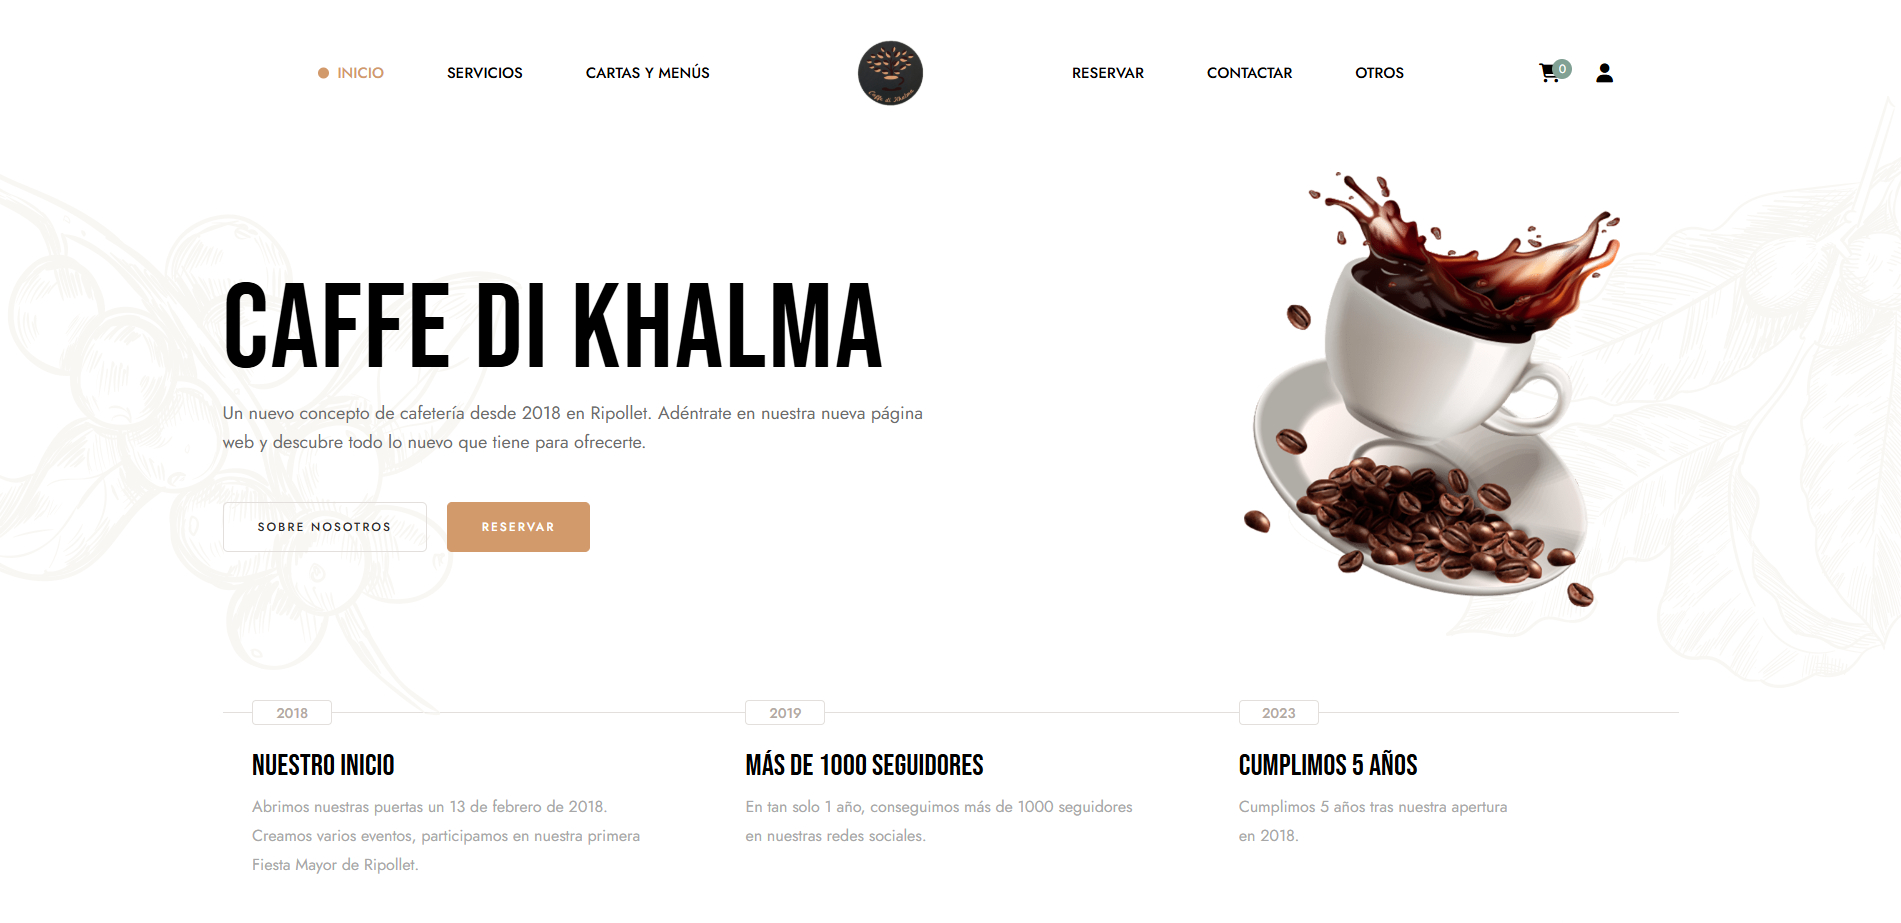 INICIO SERVICIOS CARTAS Y MENÚS Caffe di Khalma RESERVAR CONTACTAR OTROS 0
CAFFE DI KHALMA
Un nuevo concepto de cafetería desde 2018 en Ripollet. Adéntrate en nuestra nueva página
web y descubre todo lo nuevo que tiene para ofrecerte.
SOBRE NOSOTROS RESERVAR
2018
NUESTRO INICIO
Abrimos nuestras puertas un 13 de febrero de 2018.
Creamos varios eventos, participamos en nuestra primera
Fiesta Mayor de Ripollet.
2019
MÁS DE 1000 SEGUIDORES
En tan solo 1 año, conseguimos más de 1000 seguidores
en nuestras redes sociales.
2023
CUMPLIMOS 5 AÑOS
Cumplimos 5 años tras nuestra apertura
en 2018.